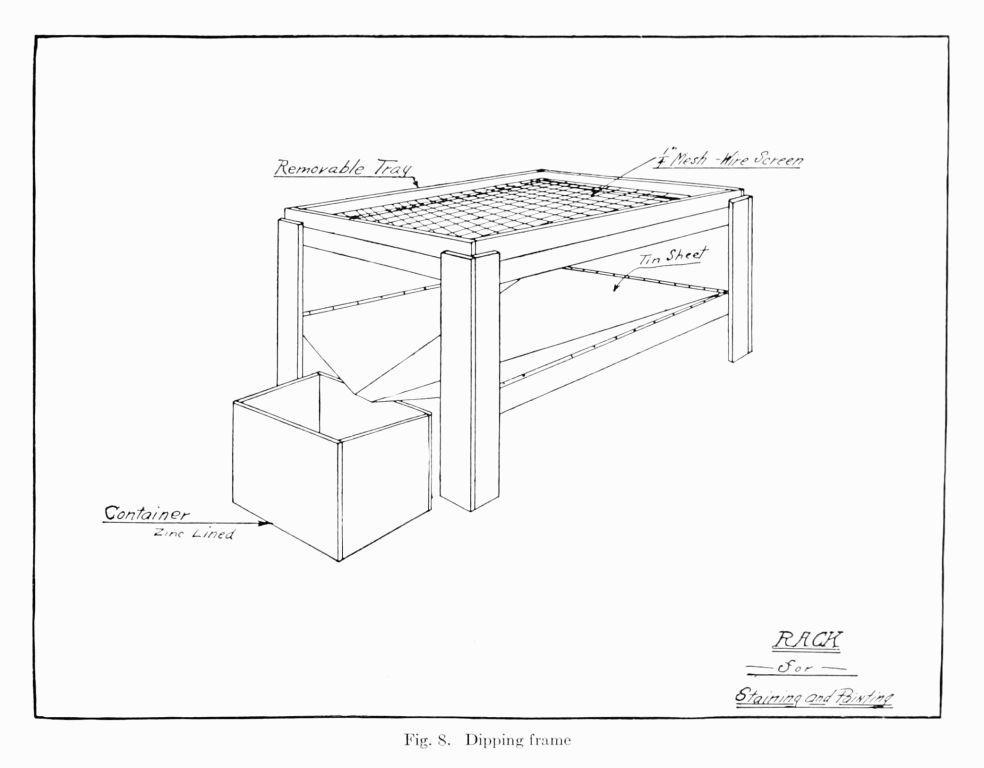 Removable Tray
1/4" Mesh - Wire Screen
Tin Sheet
Container
Zinc Lined
RACK
— for —
Staining and Painting
Fig. 8. Dipping frame